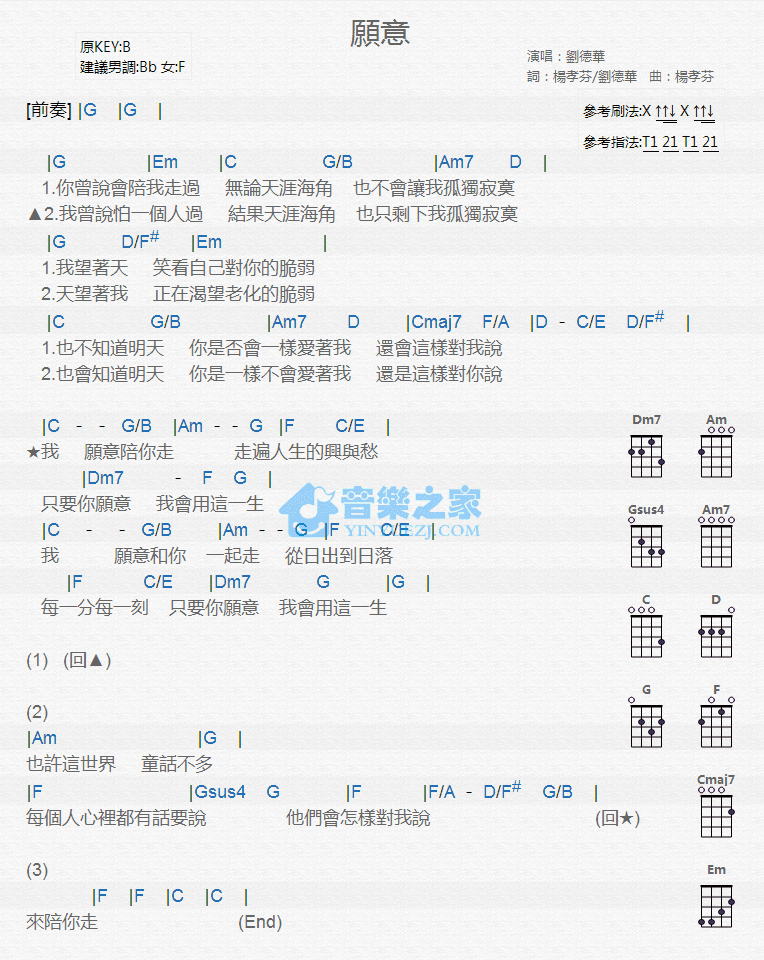 願意
原KEY:B
建議男調:Bb 女:F
演唱：劉德華
詞：楊孝芬/劉德華 曲：楊孝芬
[前奏] |G |G |
參考刷法:X ↑↑↓ X ↑↑↓
參考指法:T1 21 T1 21
|G |Em |C G/B |Am7 D |
1.你曾說會陪我走過 無論天涯海角 也不會讓我孤獨寂寞
▲2.我曾說怕一個人過 結果天涯海角 也只剩下我孤獨寂寞
|G D/F# |Em |
1.我望著天 笑看自己對你的脆弱
2.天望著我 正在渴望老化的脆弱
|C G/B |Am7 D |Cmaj7 F/A |D - C/E D/F# |
1.也不知道明天 你是否會一樣愛著我 還會這樣對我說
2.也會知道明天 你是一樣不會愛著我 還是這樣對你說
|C - - G/B |Am - - G |F C/E |
★我 願意陪你走 走遍人生的興與愁
|Dm7 - F G |
只要你願意 我會用這一生
|C - - G/B |Am - - G |F C/E |
我 願意和你 一起走 從日出到日落
|F C/E |Dm7 G |G |
每一分每一刻 只要你願意 我會用這一生
(1) (回▲)
(2)
|Am |G |
也許這世界 童話不多
|F |Gsus4 G |F |F/A - D/F# G/B |
每個人心裡都有話要說 他們會怎樣對我說 (回★)
(3)
|F |F |C |C |
來陪你走 (End)
Dm7 Am
Gsus4 Am7
C D
G F
Cmaj7
Em
音樂之家
YINYUEZJ.COM